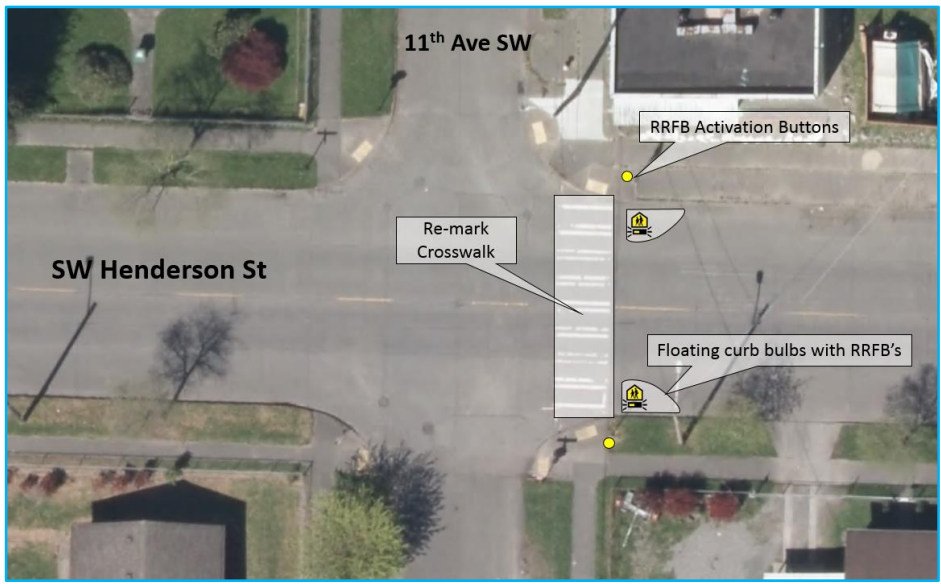 11th Ave SW
RRFB Activation Buttons
Re-mark
Crosswalk
SW Henderson St
Floating curb bulbs with RRFB's